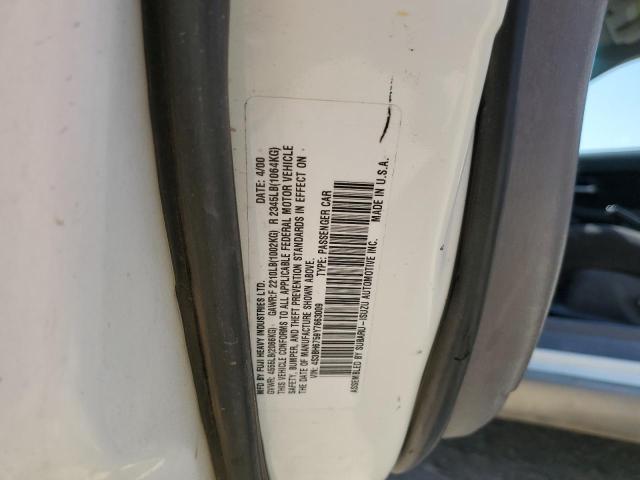 MFD BY FUJI HEAVY INDUSTRIES LTD. DATE: 4/00
GVWR: 4555LB(2066KG) GAWR:F 2210LB(1002KG) R 2345LB(1064KG)
THIS VEHICLE CONFORMS TO ALL APPLICABLE FEDERAL MOTOR VEHICLE
SAFETY, BUMPER, AND THEFT PREVENTION STANDARDS IN EFFECT ON
THE DATE OF MANUFACTURE SHOWN ABOVE.
VIN: 4S3BH6759Y7663009 TYPE: PASSENGER CAR
ASSEMBLED BY SUBARU-ISUZU AUTOMOTIVE INC. MADE IN U.S.A.